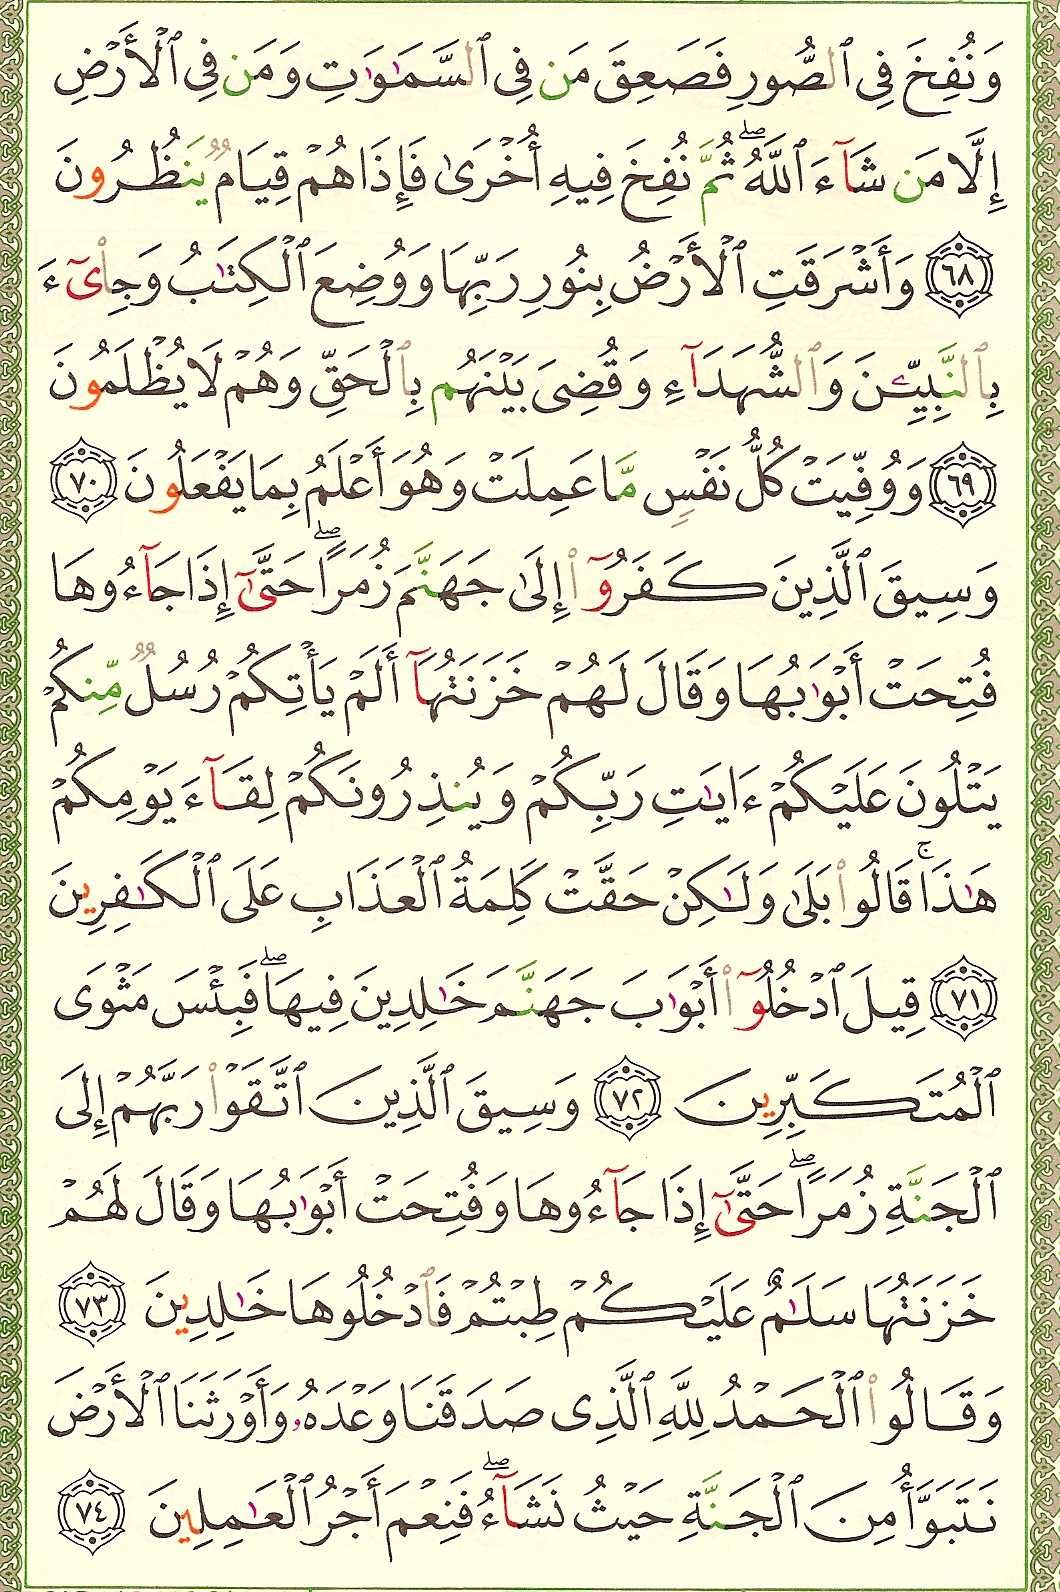 وَنُفِخَ فِي ٱلصُّورِ فَصَعِقَ مَن فِي ٱلسَّمَٰوَٰتِ وَمَن فِي ٱلۡأَرۡضِ
إِلَّا مَن شَآءَ ٱللَّهُۖ ثُمَّ نُفِخَ فِيهِ أُخۡرَىٰ فَإِذَا هُمۡ قِيَامٞ يَنظُرُونَ
٦٨ وَأَشۡرَقَتِ ٱلۡأَرۡضُ بِنُورِ رَبِّهَا وَوُضِعَ ٱلۡكِتَٰبُ وَجِاْيٓءَ
بِٱلنَّبِيِّـۧنَ وَٱلشُّهَدَآءِ وَقُضِيَ بَيۡنَهُم بِٱلۡحَقِّ وَهُمۡ لَا يُظۡلَمُونَ
٦٩ وَوُفِّيَتۡ كُلُّ نَفۡسٖ مَّا عَمِلَتۡ وَهُوَ أَعۡلَمُ بِمَا يَفۡعَلُونَ ٧٠
وَسِيقَ ٱلَّذِينَ كَفَرُوٓاْ إِلَىٰ جَهَنَّمَ زُمَرًاۖ حَتَّىٰٓ إِذَا جَآءُوهَا
فُتِحَتۡ أَبۡوَٰبُهَا وَقَالَ لَهُمۡ خَزَنَتُهَآ أَلَمۡ يَأۡتِكُمۡ رُسُلٞ مِّنكُمۡ
يَتۡلُونَ عَلَيۡكُمۡ ءَايَٰتِ رَبِّكُمۡ وَيُنذِرُونَكُمۡ لِقَآءَ يَوۡمِكُمۡ
هَٰذَاۚ قَالُواْ بَلَىٰ وَلَٰكِنۡ حَقَّتۡ كَلِمَةُ ٱلۡعَذَابِ عَلَى ٱلۡكَٰفِرِينَ
٧١ قِيلَ ٱدۡخُلُوٓاْ أَبۡوَٰبَ جَهَنَّمَ خَٰلِدِينَ فِيهَاۖ فَبِئۡسَ مَثۡوَى
ٱلۡمُتَكَبِّرِينَ ٧٢ وَسِيقَ ٱلَّذِينَ ٱتَّقَوۡاْ رَبَّهُمۡ إِلَى
ٱلۡجَنَّةِ زُمَرًاۖ حَتَّىٰٓ إِذَا جَآءُوهَا وَفُتِحَتۡ أَبۡوَٰبُهَا وَقَالَ لَهُمۡ
خَزَنَتُهَا سَلَٰمٌ عَلَيۡكُمۡ طِبۡتُمۡ فَٱدۡخُلُوهَا خَٰلِدِينَ ٧٣
وَقَالُواْ ٱلۡحَمۡدُ لِلَّهِ ٱلَّذِي صَدَقَنَا وَعۡدَهُۥ وَأَوۡرَثَنَا ٱلۡأَرۡضَ
نَتَبَوَّأُ مِنَ ٱلۡجَنَّةِ حَيۡثُ نَشَآءُۖ فَنِعۡمَ أَجۡرُ ٱلۡعَٰمِلِينَ ٧٤